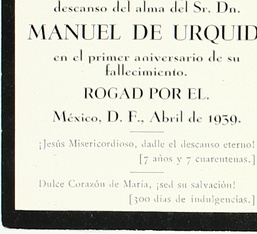 descanso del alma del Sr. Dn.
MANUEL DE URQUID
en el primer aniversario de su
fallecimiento.
ROGAD POR EL.
México, D. F., Abril de 1939.
¡Jesús Misericordioso, dadle el descanso eterno!
[7 años y 7 cuarentenas.]
Dulce Corazón de María, ¡sed su salvación!
[300 días de indulgencias.]